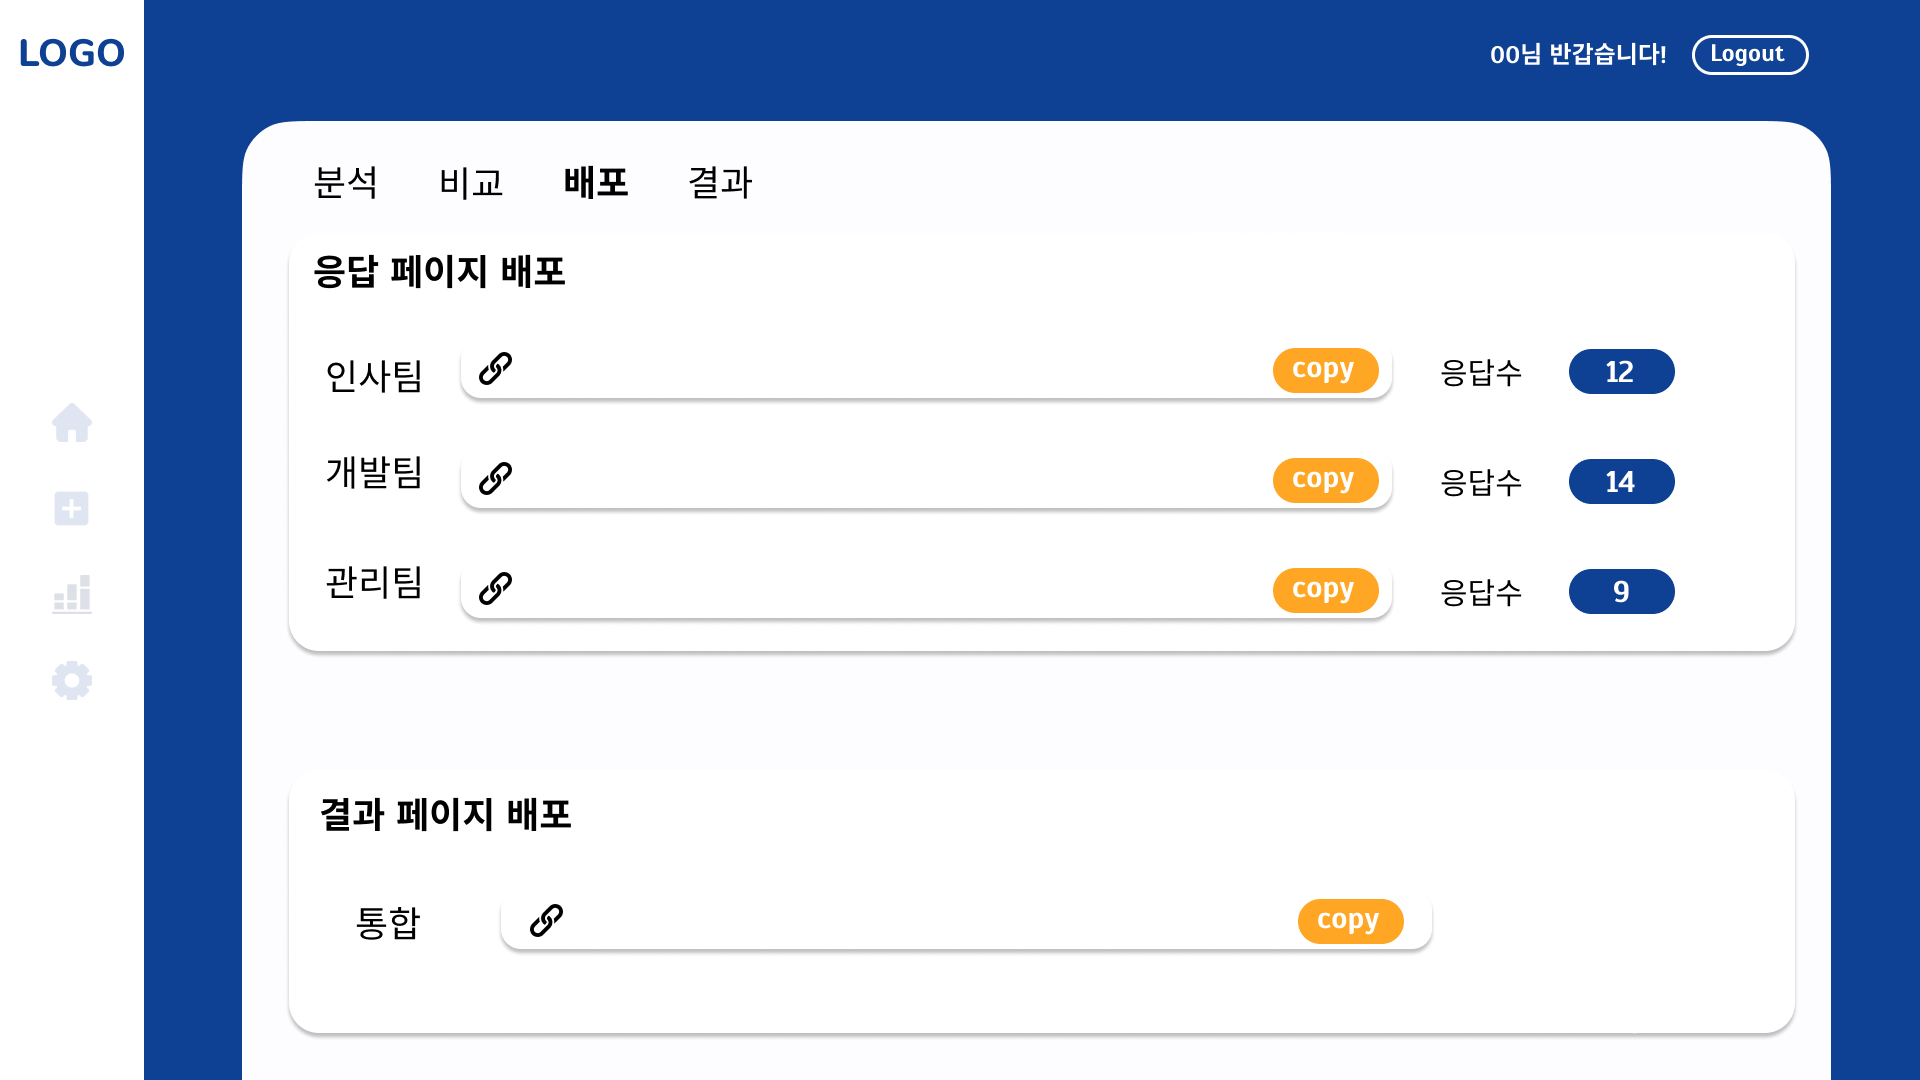 LOGO
00님 반갑습니다!
Logout
분석 비교 배포 결과
응답 페이지 배포
인사팀 copy 응답수 12
개발팀 copy 응답수 14
관리팀 copy 응답수 9
결과 페이지 배포
통합 copy